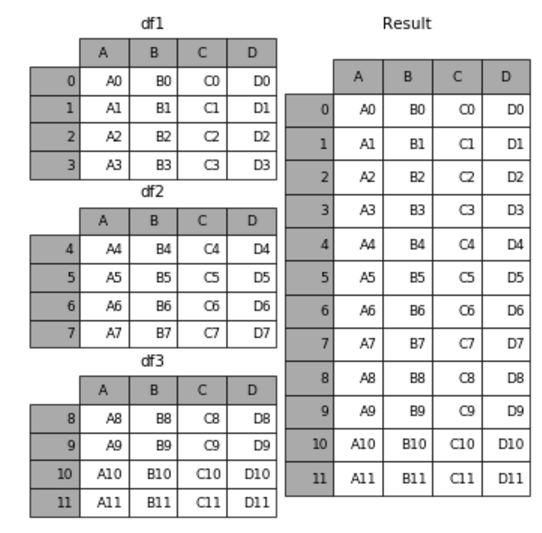 df1
A B C D
0 A0 B0 C0 D0
1 A1 B1 C1 D1
2 A2 B2 C2 D2
3 A3 B3 C3 D3
df2
A B C D
4 A4 B4 C4 D4
5 A5 B5 C5 D5
6 A6 B6 C6 D6
7 A7 B7 C7 D7
df3
A B C D
8 A8 B8 C8 D8
9 A9 B9 C9 D9
10 A10 B10 C10 D10
11 A11 B11 C11 D11
Result
A B C D
0 A0 B0 C0 D0
1 A1 B1 C1 D1
2 A2 B2 C2 D2
3 A3 B3 C3 D3
4 A4 B4 C4 D4
5 A5 B5 C5 D5
6 A6 B6 C6 D6
7 A7 B7 C7 D7
8 A8 B8 C8 D8
9 A9 B9 C9 D9
10 A10 B10 C10 D10
11 A11 B11 C11 D11